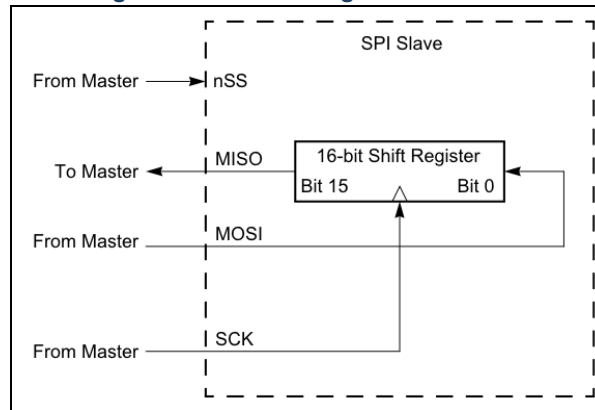 SPI Slave
From Master
nSS
To Master
MISO
16-bit Shift Register
Bit 15
Bit 0
From Master
MOSI
From Master
SCK